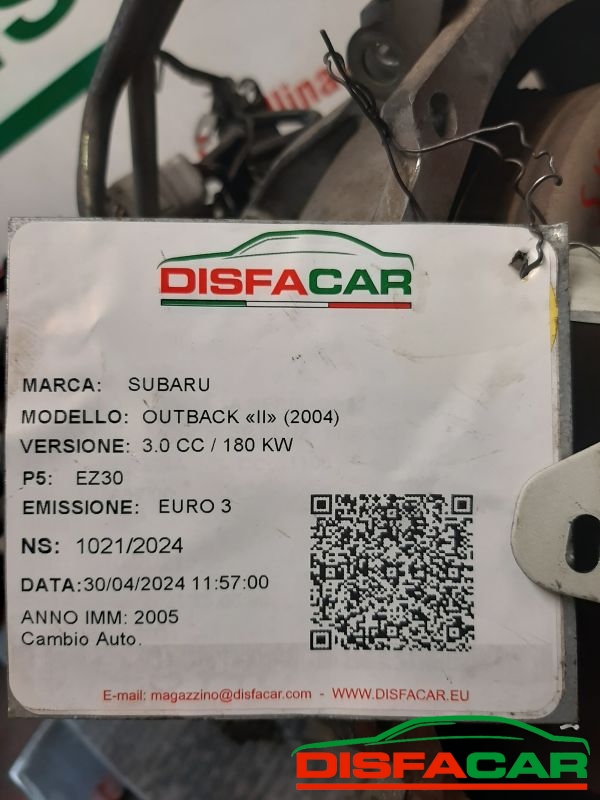 DISFACAR
MARCA: SUBARU
MODELLO: OUTBACK «II» (2004)
VERSIONE: 3.0 CC / 180 KW
P5: EZ30
EMISSIONE: EURO 3
NS: 1021/2024
DATA:30/04/2024 11:57:00
ANNO IMM: 2005
Cambio Auto.
E-mail: magazzino@disfacar.com - WWW.DISFACAR.EU
DISFACAR